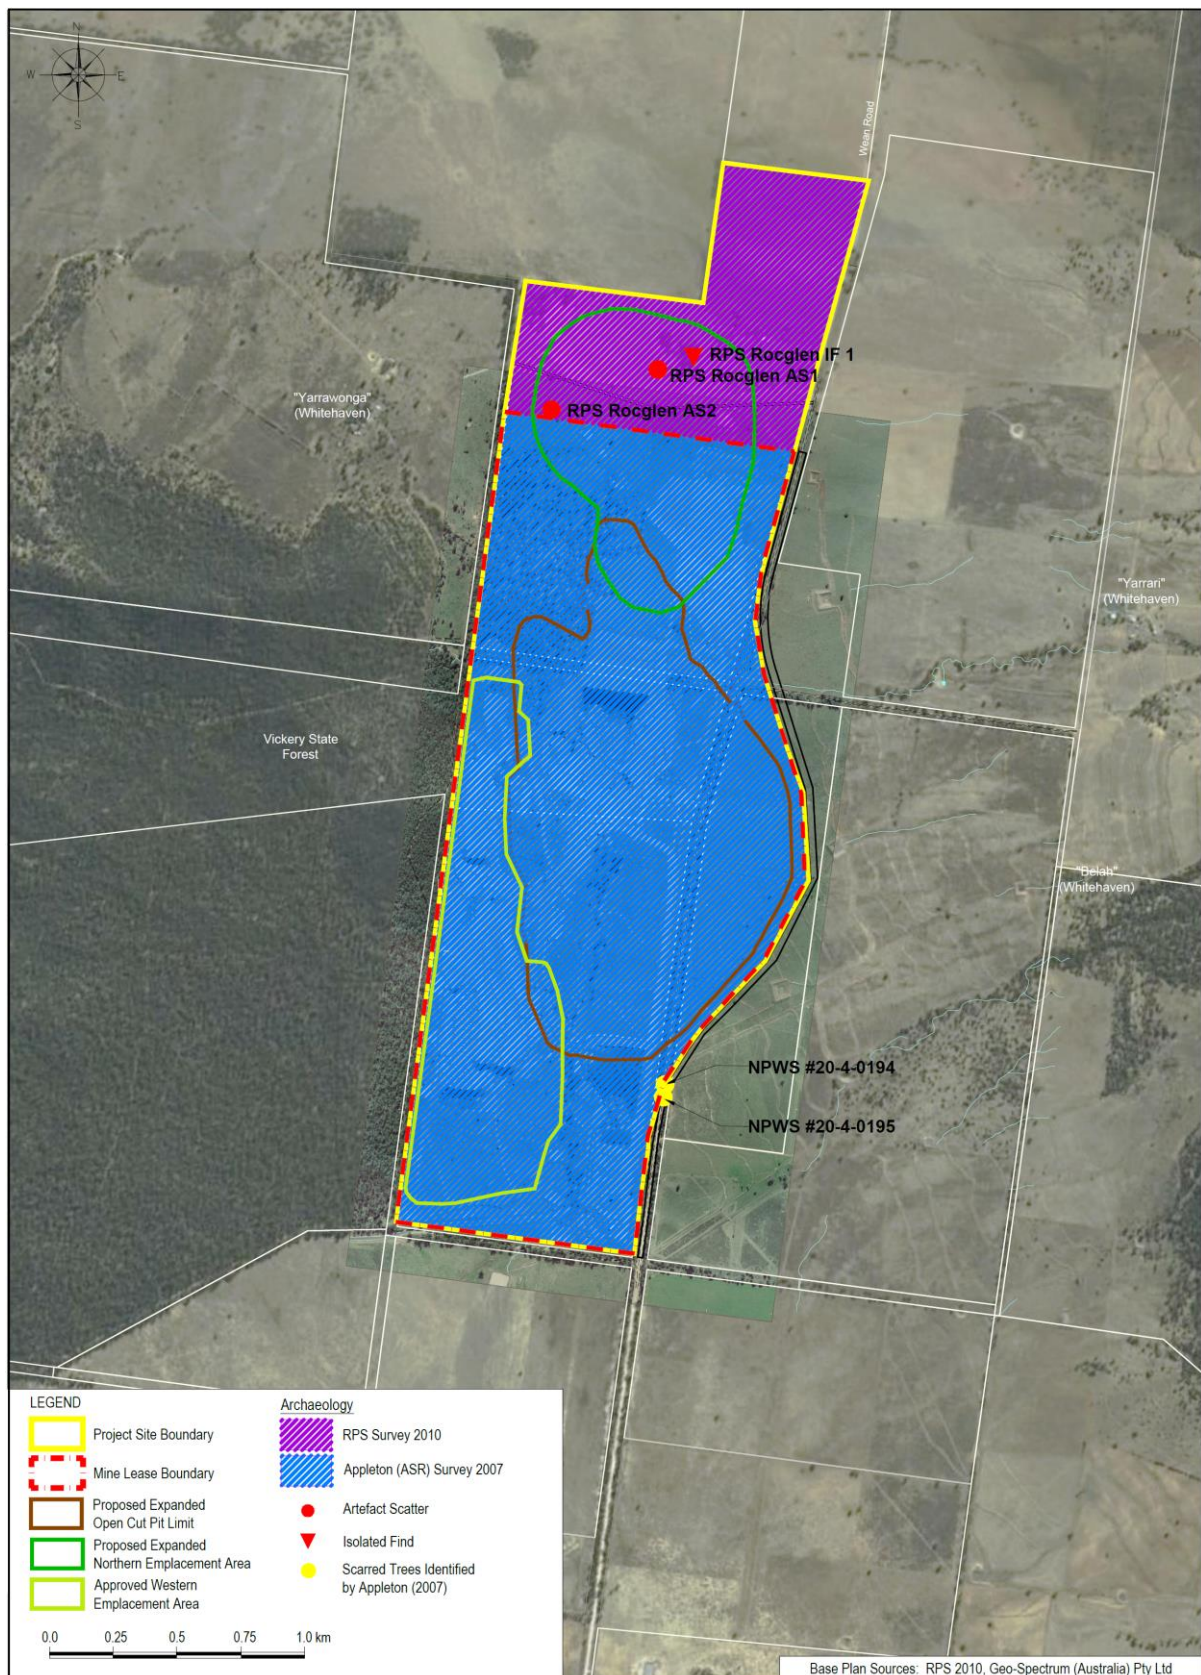 N
W
E
S
Wean Road
RPS Rocglen IF 1
RPS Rocglen AS1
RPS Rocglen AS2
"Yarrawonga"
(Whitehaven)
"Yarrari"
(Whitehaven)
Vickery State
Forest
"Belah"
(Whitehaven)
NPWS #20-4-0194
NPWS #20-4-0195
LEGEND
Project Site Boundary
Mine Lease Boundary
Proposed Expanded
Open Cut Pit Limit
Proposed Expanded
Northern Emplacement Area
Approved Western
Emplacement Area
Archaeology
RPS Survey 2010
Appleton (ASR) Survey 2007
Artefact Scatter
Isolated Find
Scarred Trees Identified
by Appleton (2007)
0.0 0.25 0.5 0.75 1.0 km
Base Plan Sources: RPS 2010, Geo-Spectrum (Australia) Pty Ltd